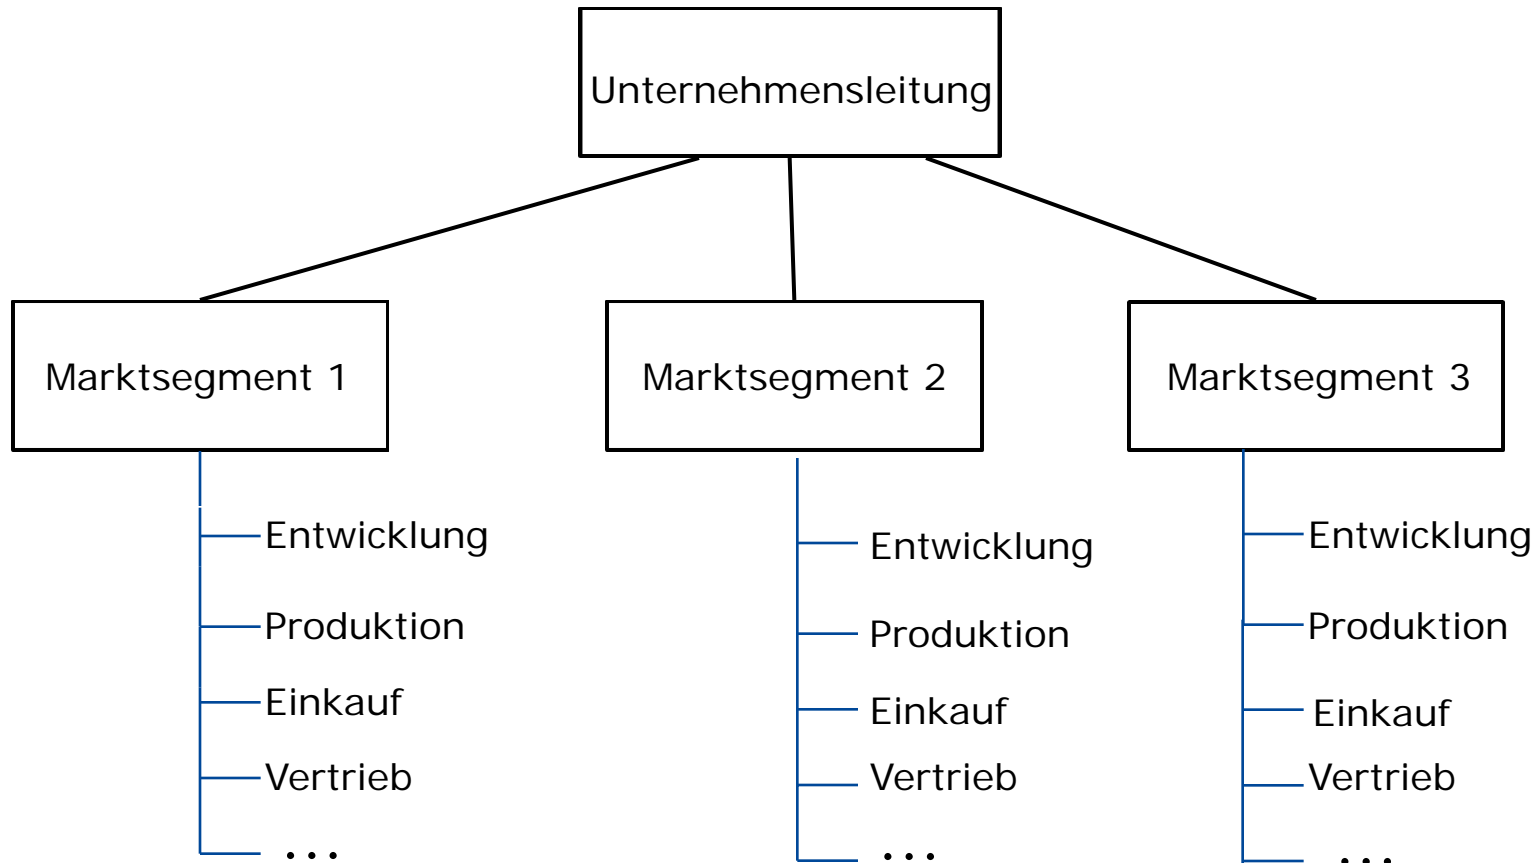 Unternehmensleitung
Marktsegment 1
Marktsegment 2
Marktsegment 3
Entwicklung
Produktion
Einkauf
Vertrieb
...
Entwicklung
Produktion
Einkauf
Vertrieb
...
Entwicklung
Produktion
Einkauf
Vertrieb
...